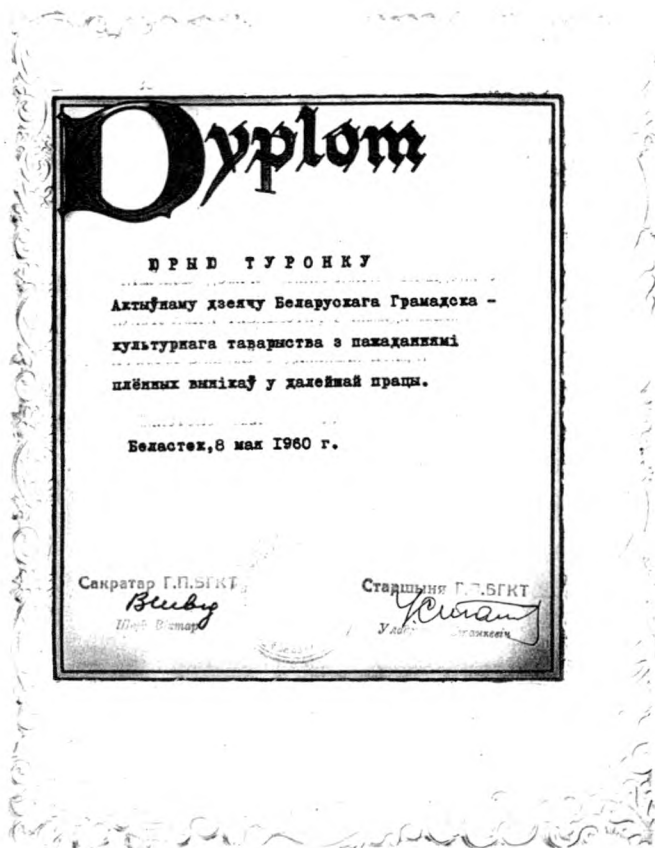 Dyplom
ЮРЫЮ ТУРОНКУ
Актыўнаму дзеячу Беларускага Грамадска -
культурнага таварыства з пажаданнямі
плённых вынікаў у далейшай працы.
Беласток,8 мая 1960 г.
Сакратар Г.П.БГКТ
Старшыня Г.П.БГКТ